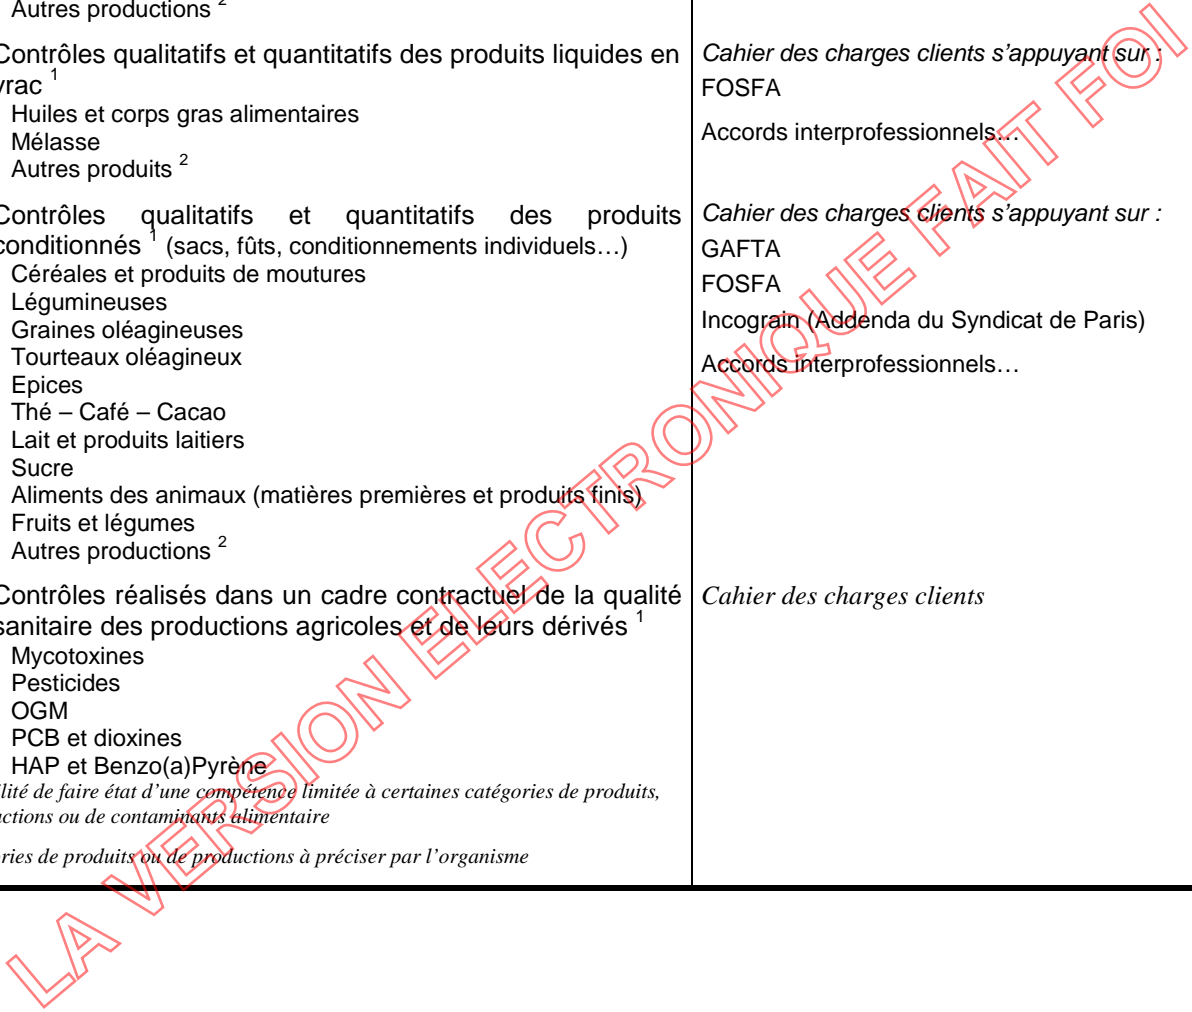 Autres productions ²
Contrôles qualitatifs et quantitatifs des produits liquides en
vrac ¹
Huiles et corps gras alimentaires
Mélasse
Autres produits ²
Cahier des charges clients s'appuyant sur :
FOSFA
Accords interprofessionnels…
Contrôles qualitatifs et quantitatifs des produits
conditionnés ¹ (sacs, fûts, conditionnements individuels…)
Céréales et produits de moutures
Légumineuses
Graines oléagineuses
Tourteaux oléagineux
Epices
Thé – Café – Cacao
Lait et produits laitiers
Sucre
Aliments des animaux (matières premières et produits finis)
Fruits et légumes
Autres productions ²
Cahier des charges clients s'appuyant sur :
GAFTA
FOSFA
Incograin (Addenda du Syndicat de Paris)
Accords interprofessionnels…
Contrôles réalisés dans un cadre contractuel de la qualité
sanitaire des productions agricoles et de leurs dérivés ¹
Mycotoxines
Pesticides
OGM
PCB et dioxines
HAP et Benzo(a)Pyrène
Cahier des charges clients
lité de faire état d'une compétence limitée à certaines catégories de produits,
ctions ou de contaminants alimentaire
ries de produits ou de productions à préciser par l'organisme
LA VERSION ELECTRONIQUE FAIT FOI